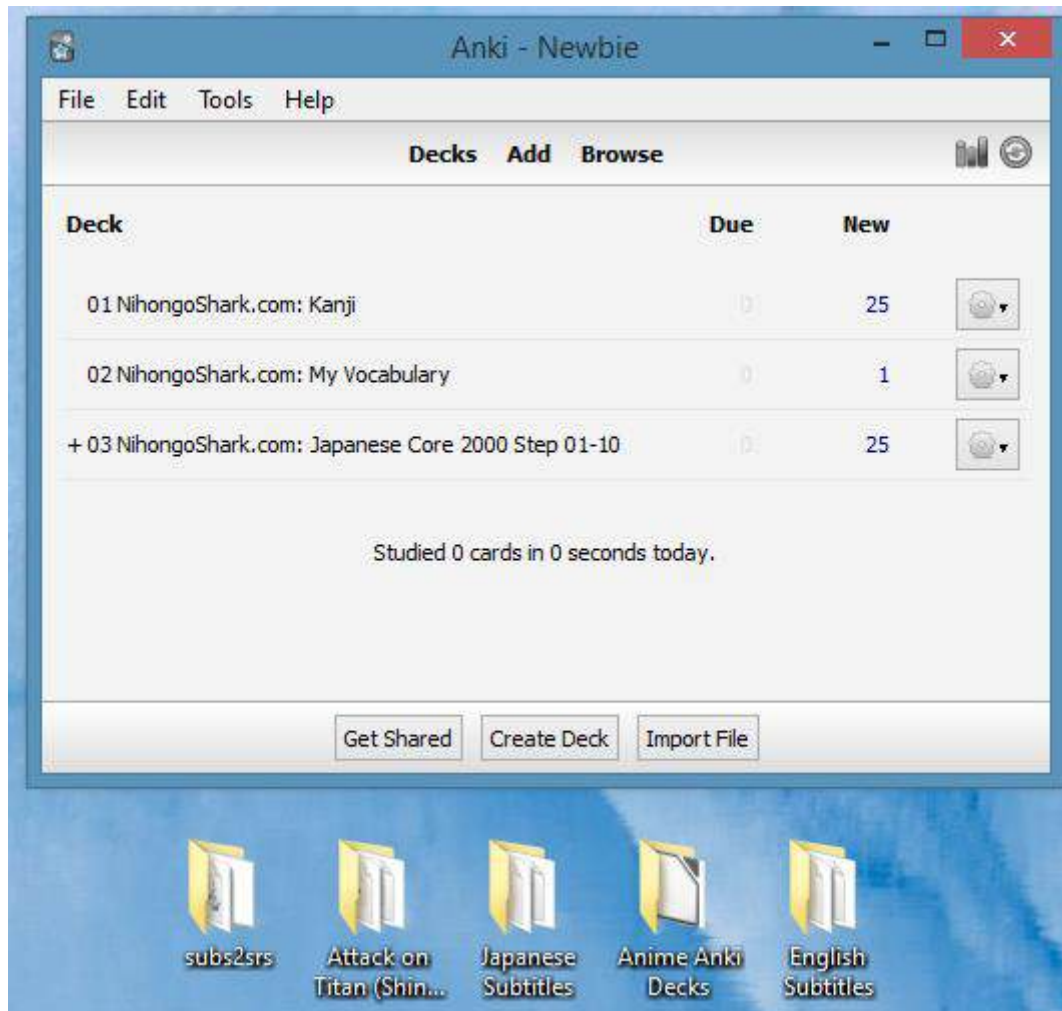 Anki - Newbie
File Edit Tools Help
Decks Add Browse
Deck Due New
01 NihongoShark.com: Kanji 0 25
02 NihongoShark.com: My Vocabulary 0 1
+ 03 NihongoShark.com: Japanese Core 2000 Step 01-10 0 25
Studied 0 cards in 0 seconds today.
Get Shared Create Deck Import File
subs2srs Attack on Japanese Anime Anki English
Titan (Shin... Subtitles Decks Subtitles